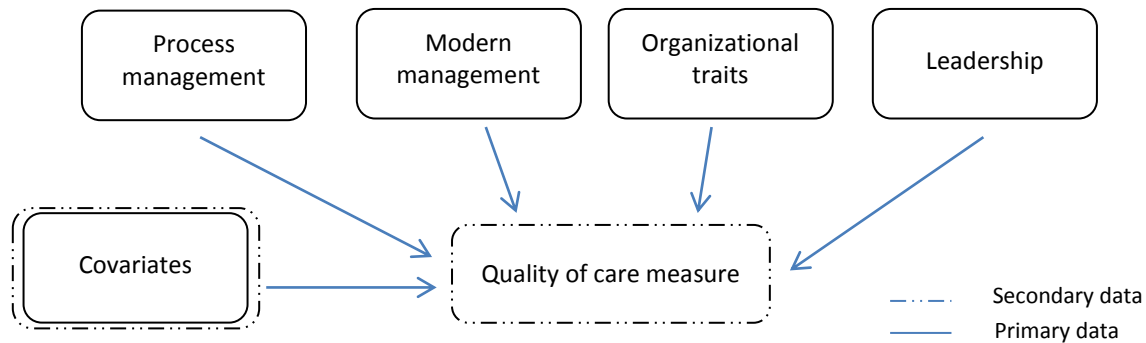 Process
management
Modern
management
Organizational
traits
Leadership
Covariates
Quality of care measure
Secondary data
Primary data